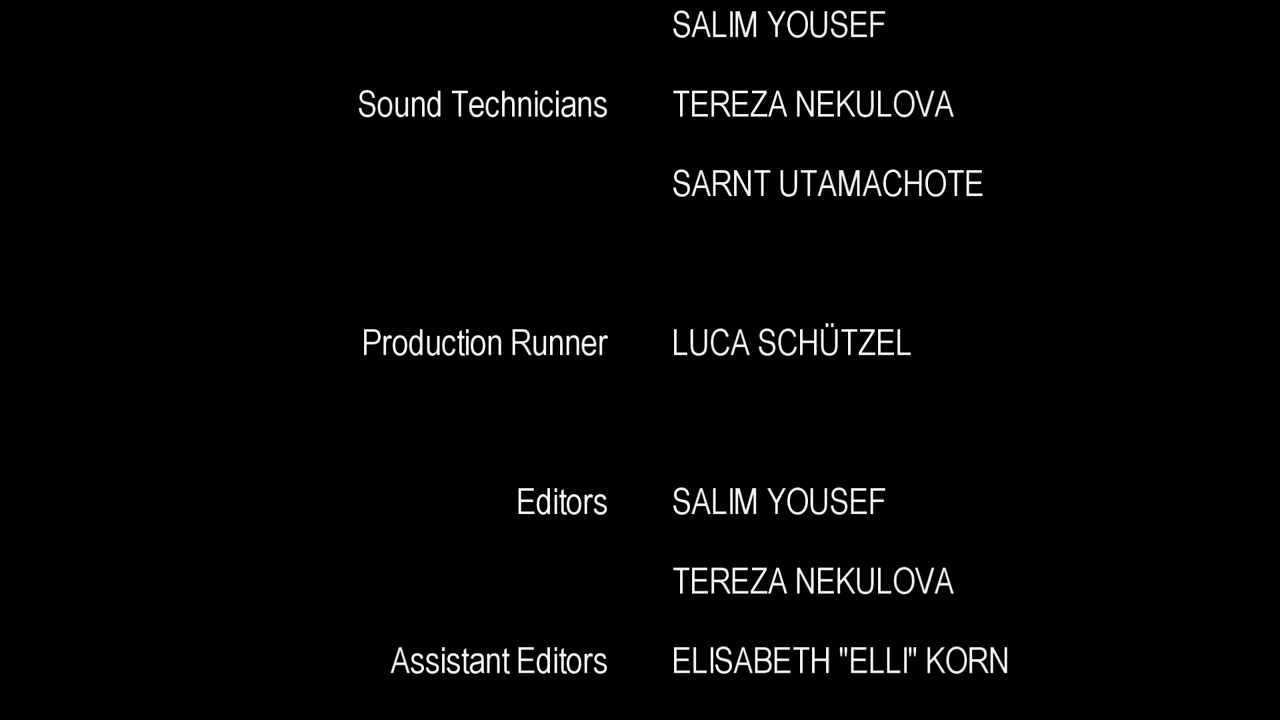 SALIM YOUSEF
Sound Technicians TEREZA NEKULOVA
SARNT UTAMACHOTE
Production Runner LUCA SCHÜTZEL
Editors SALIM YOUSEF
TEREZA NEKULOVA
Assistant Editors ELISABETH "ELLI" KORN